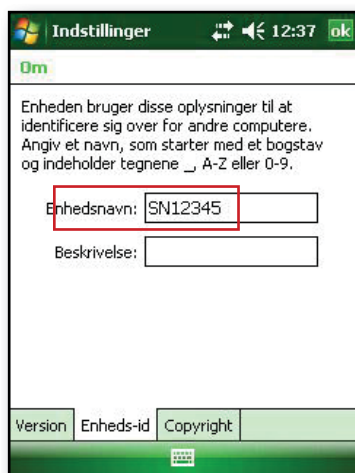 Indstillinger 12:37 ok
Om
Enheden bruger disse oplysninger til at
identificere sig over for andre computere.
Angiv et navn, som starter med et bogstav
og indeholder tegnene _, A-Z eller 0-9.
Enhedsnavn: SN12345
Beskrivelse:
Version Enheds-id Copyright